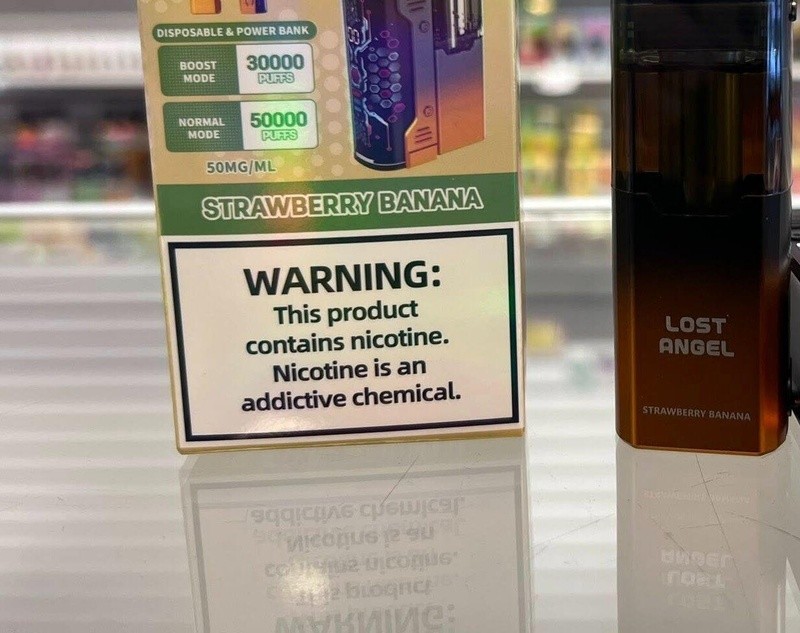 DISPOSABLE & POWER BANK
BOOST MODE
30000 PUFFS
NORMAL MODE
50000 PUFFS
50MG/ML
STRAWBERRY BANANA
WARNING:
This product
contains nicotine.
Nicotine is an
addictive chemical.
LOST
ANGEL
STRAWBERRY BANANA